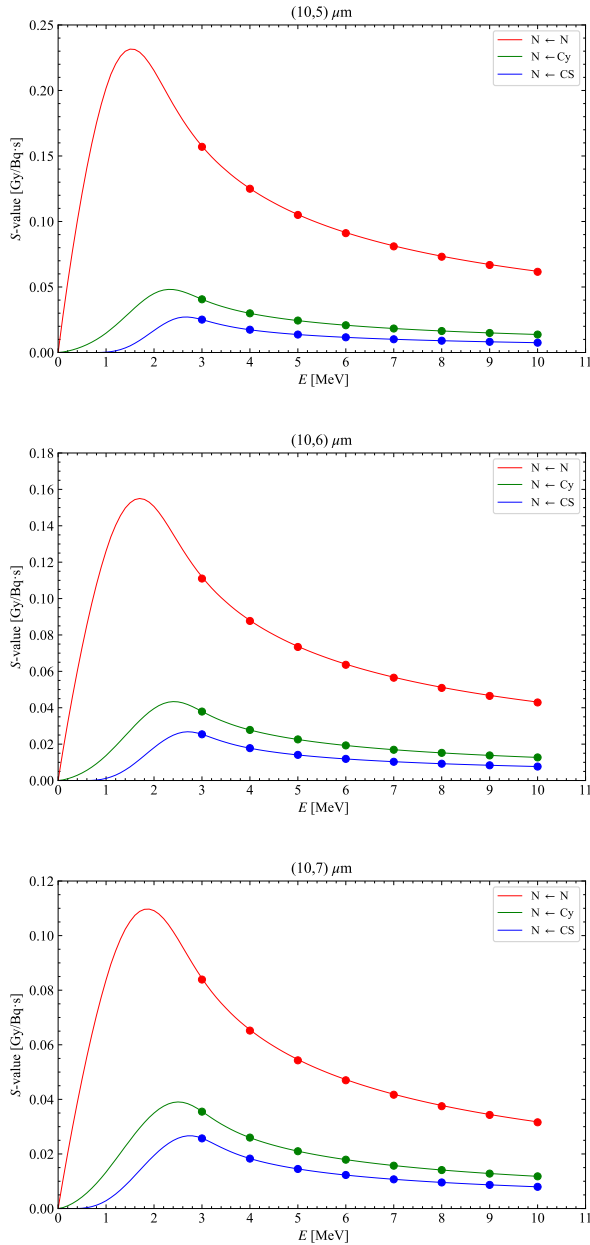 (10,5) μm
N ← N
N ←Cy
N ← CS
0.25
0.20
0.15
0.10
0.05
0.00
S-value [Gy/Bq·s]
0 1 2 3 4 5 6 7 8 9 10 11
E [MeV]
(10,6) μm
N ← N
N ← Cy
N ← CS
0.18
0.16
0.14
0.12
0.10
0.08
0.06
0.04
0.02
0.00
S-value [Gy/Bq·s]
0 1 2 3 4 5 6 7 8 9 10 11
E [MeV]
(10,7) μm
N ← N
N ← Cy
N ← CS
0.12
0.10
0.08
0.06
0.04
0.02
0.00
S-value [Gy/Bq·s]
0 1 2 3 4 5 6 7 8 9 10 11
E [MeV]